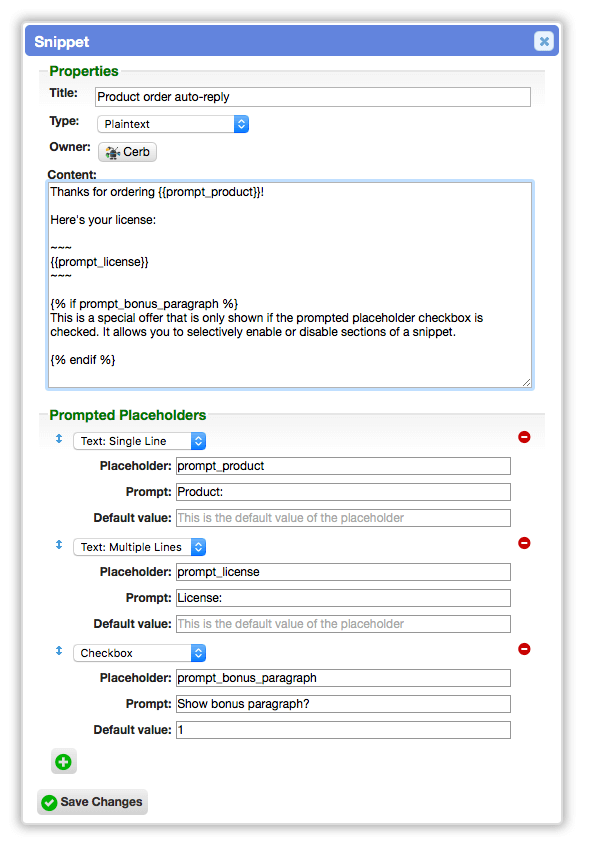 Snippet
Properties
Title: Product order auto-reply
Type: Plaintext
Owner: Cerb
Content:
Thanks for ordering {{prompt_product}}!
Here's your license:
~~~
{{prompt_license}}
~~~
{% if prompt_bonus_paragraph %}
This is a special offer that is only shown if the prompted placeholder checkbox is
checked. It allows you to selectively enable or disable sections of a snippet.
{% endif %}
Prompted Placeholders
Text: Single Line
Placeholder: prompt_product
Prompt: Product:
Default value: This is the default value of the placeholder
Text: Multiple Lines
Placeholder: prompt_license
Prompt: License:
Default value: This is the default value of the placeholder
Checkbox
Placeholder: prompt_bonus_paragraph
Prompt: Show bonus paragraph?
Default value: 1
Save Changes